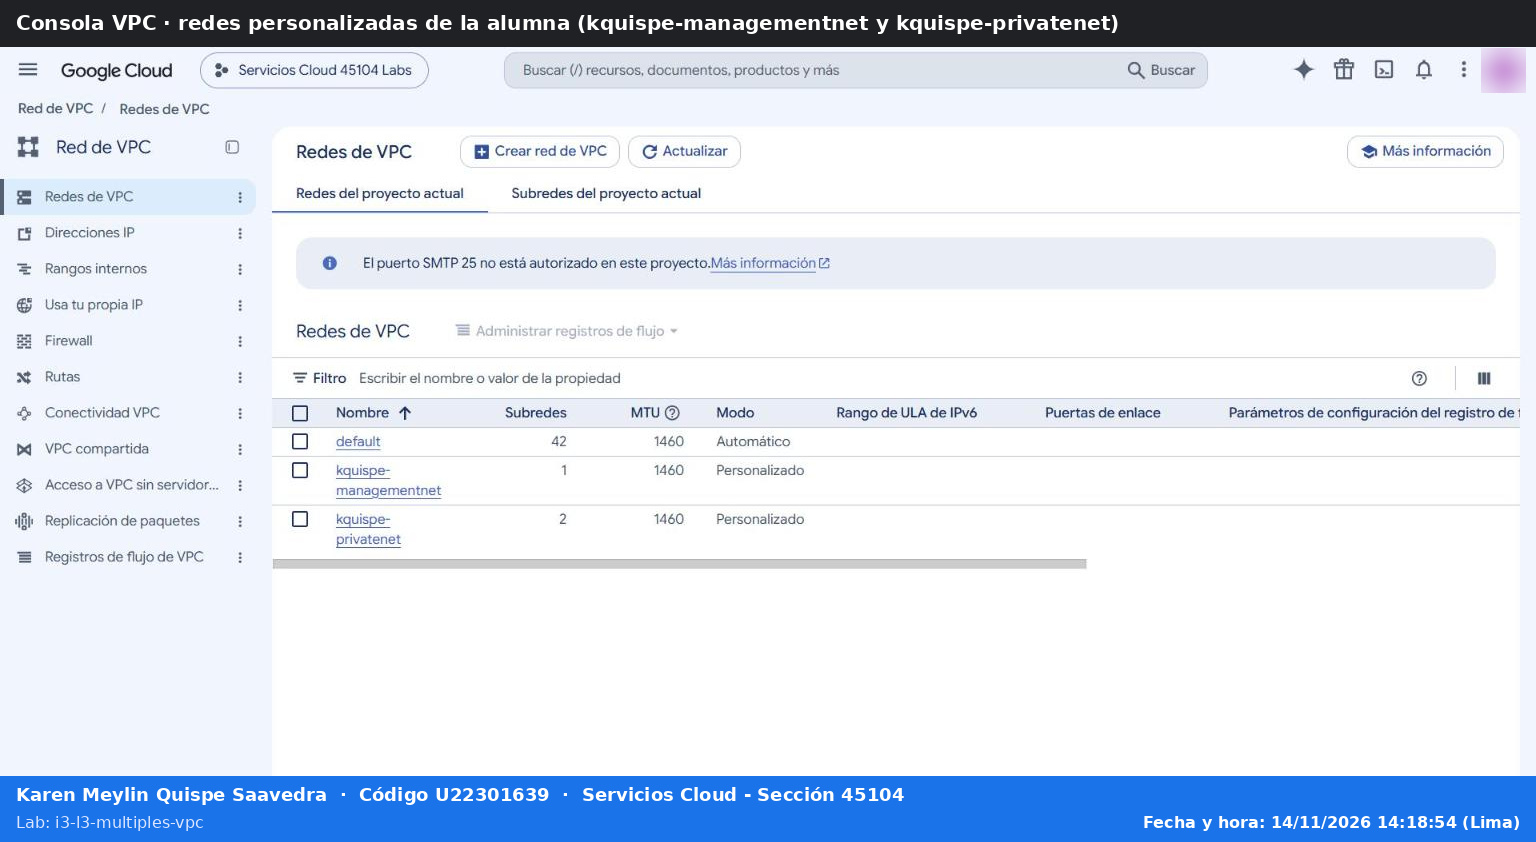 Consola VPC · redes personalizadas de la alumna (kquispe-managementnet y kquispe-privatenet)
Google Cloud
Servicios Cloud 45104 Labs
Buscar (/) recursos, documentos, productos y más
Buscar
Red de VPC / Redes de VPC
Red de VPC
Redes de VPC
Direcciones IP
Rangos internos
Usa tu propia IP
Firewall
Rutas
Conectividad VPC
VPC compartida
Acceso a VPC sin servidor...
Replicación de paquetes
Registros de flujo de VPC
Redes de VPC
Crear red de VPC
Actualizar
Más información
Redes del proyecto actual
Subredes del proyecto actual
El puerto SMTP 25 no está autorizado en este proyecto.Más información
Redes de VPC
Administrar registros de flujo
Filtro Escribir el nombre o valor de la propiedad
Nombre Subredes MTU Modo Rango de ULA de IPv6 Puertas de enlace Parámetros de configuración del registro de
default 42 1460 Automático
kquispe-managementnet 1 1460 Personalizado
kquispe-privatenet 2 1460 Personalizado
Karen Meylin Quispe Saavedra · Código U22301639 · Servicios Cloud - Sección 45104
Lab: i3-l3-multiples-vpc
Fecha y hora: 14/11/2026 14:18:54 (Lima)